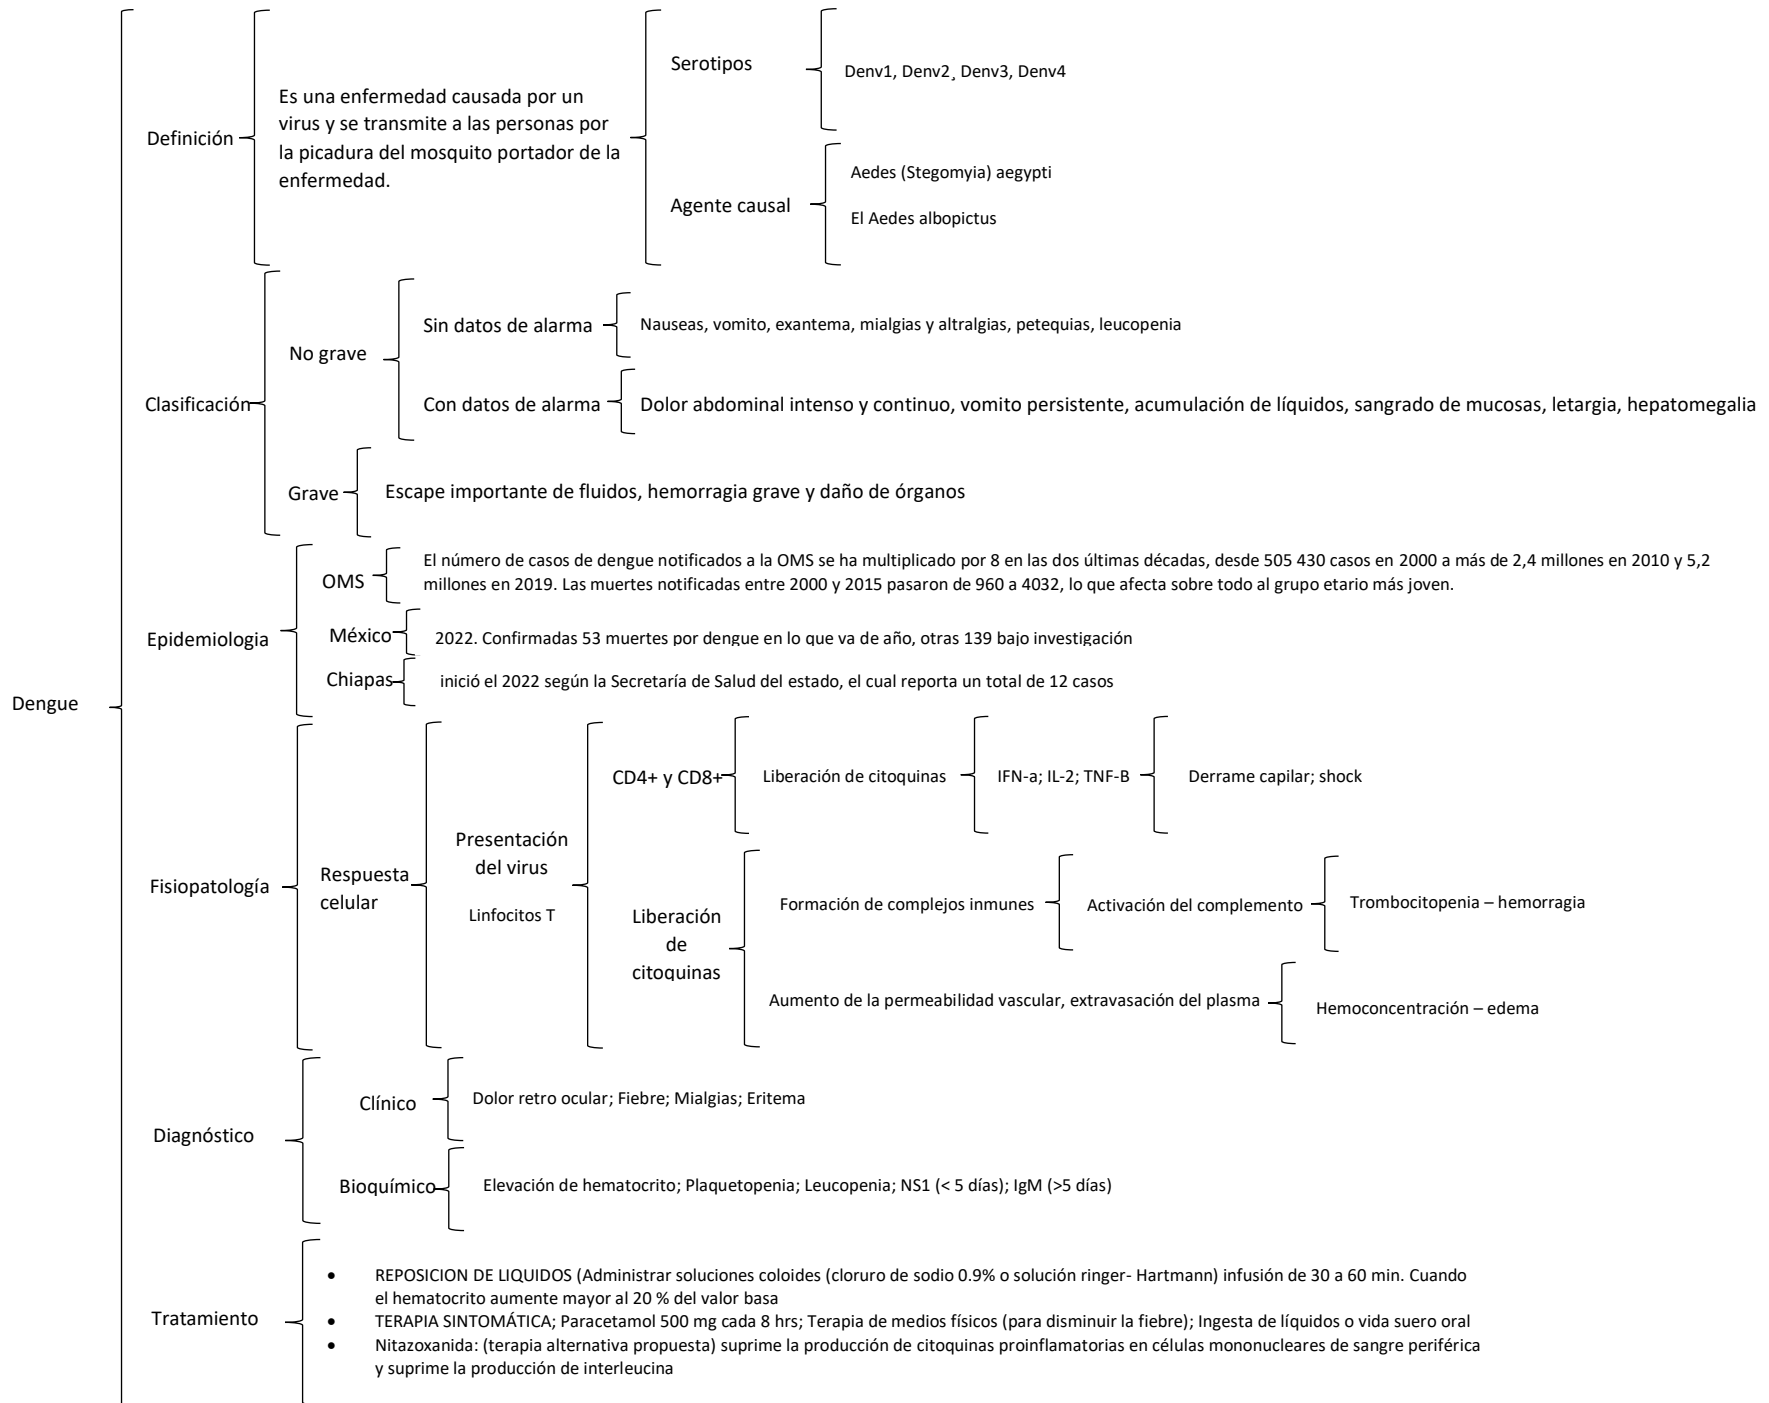 Dengue
Definición
Es una enfermedad causada por un
virus y se transmite a las personas por
la picadura del mosquito portador de la
enfermedad.
Serotipos
Denv1, Denv2¸ Denv3, Denv4
Agente causal
Aedes (Stegomyia) aegypti
El Aedes albopictus
Clasificación
No grave
Sin datos de alarma
Nauseas, vomito, exantema, mialgias y altralgias, petequias, leucopenia
Con datos de alarma
Dolor abdominal intenso y continuo, vomito persistente, acumulación de líquidos, sangrado de mucosas, letargia, hepatomegalia
Grave
Escape importante de fluidos, hemorragia grave y daño de órganos
Epidemiologia
OMS
El número de casos de dengue notificados a la OMS se ha multiplicado por 8 en las dos últimas décadas, desde 505 430 casos en 2000 a más de 2,4 millones en 2010 y 5,2
millones en 2019. Las muertes notificadas entre 2000 y 2015 pasaron de 960 a 4032, lo que afecta sobre todo al grupo etario más joven.
México
2022. Confirmadas 53 muertes por dengue en lo que va de año, otras 139 bajo investigación
Chiapas
inició el 2022 según la Secretaría de Salud del estado, el cual reporta un total de 12 casos
Fisiopatología
Respuesta
celular
Presentación
del virus
Linfocitos T
CD4+ y CD8+
Liberación de citoquinas
IFN-a; IL-2; TNF-B
Derrame capilar; shock
Liberación
de
citoquinas
Formación de complejos inmunes
Activación del complemento
Trombocitopenia – hemorragia
Aumento de la permeabilidad vascular, extravasación del plasma
Hemoconcentración – edema
Diagnóstico
Clínico
Dolor retro ocular; Fiebre; Mialgias; Eritema
Bioquímico
Elevación de hematocrito; Plaquetopenia; Leucopenia; NS1 (< 5 días); IgM (>5 días)
Tratamiento
• REPOSICION DE LIQUIDOS (Administrar soluciones coloides (cloruro de sodio 0.9% o solución ringer- Hartmann) infusión de 30 a 60 min. Cuando
el hematocrito aumente mayor al 20 % del valor basa
• TERAPIA SINTOMÁTICA; Paracetamol 500 mg cada 8 hrs; Terapia de medios físicos (para disminuir la fiebre); Ingesta de líquidos o vida suero oral
• Nitazoxanida: (terapia alternativa propuesta) suprime la producción de citoquinas proinflamatorias en células mononucleares de sangre periférica
y suprime la producción de interleucina